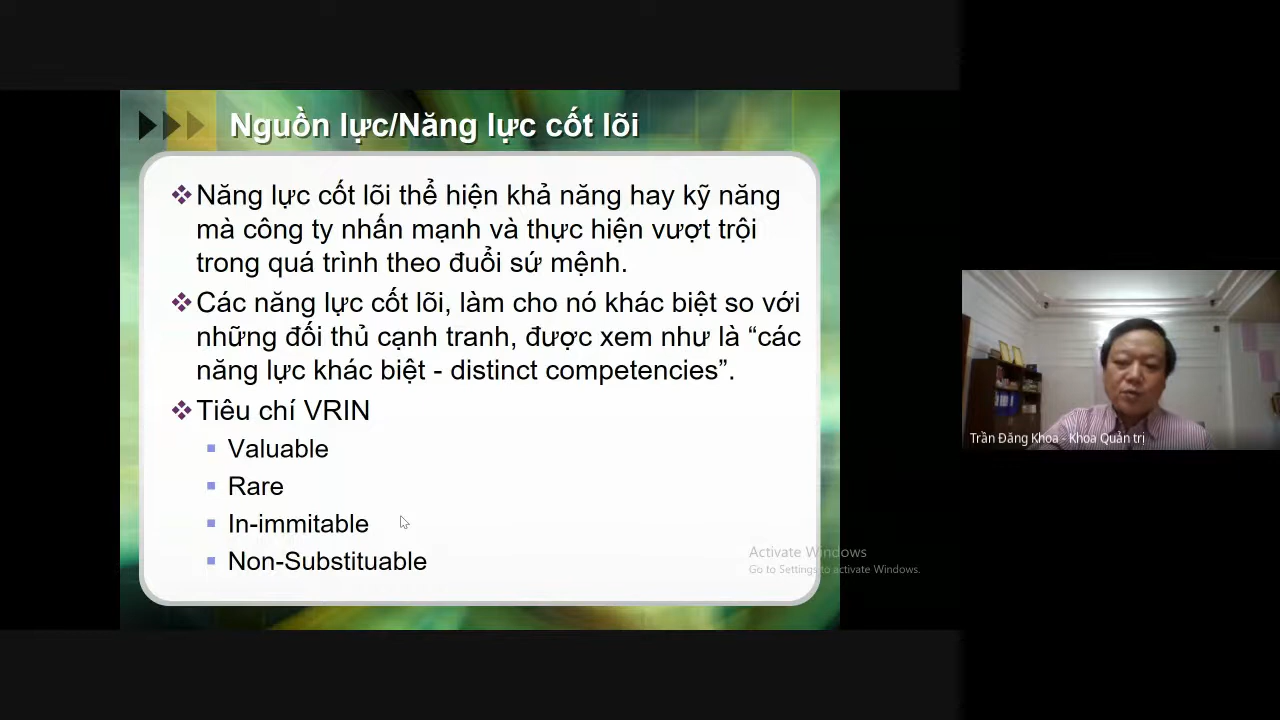 Nguồn lực/Năng lực cốt lõi
Năng lực cốt lõi thể hiện khả năng hay kỹ năng
mà công ty nhấn mạnh và thực hiện vượt trội
trong quá trình theo đuổi sứ mệnh.
Các năng lực cốt lõi, làm cho nó khác biệt so với
những đối thủ cạnh tranh, được xem như là “các
năng lực khác biệt - distinct competencies”.
Tiêu chí VRIN
Valuable
Rare
In-immitable
Non-Substituable
Activate Windows
Go to Settings to activate Windows.
Trần Đăng Khoa - Khoa Quản trị